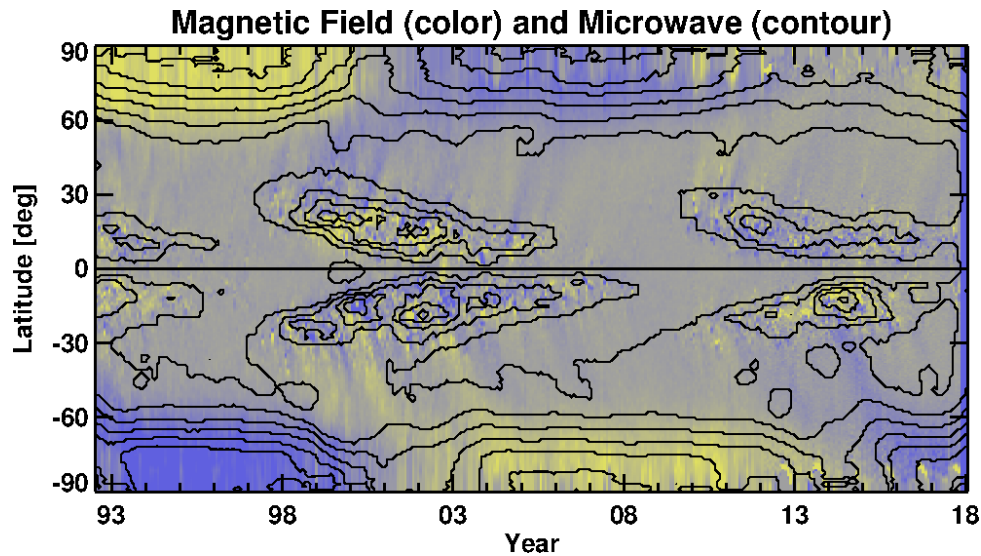 Magnetic Field (color) and Microwave (contour)
90
60
30
0
-30
-60
-90
Latitude [deg]
93 98 03 08 13 18
Year